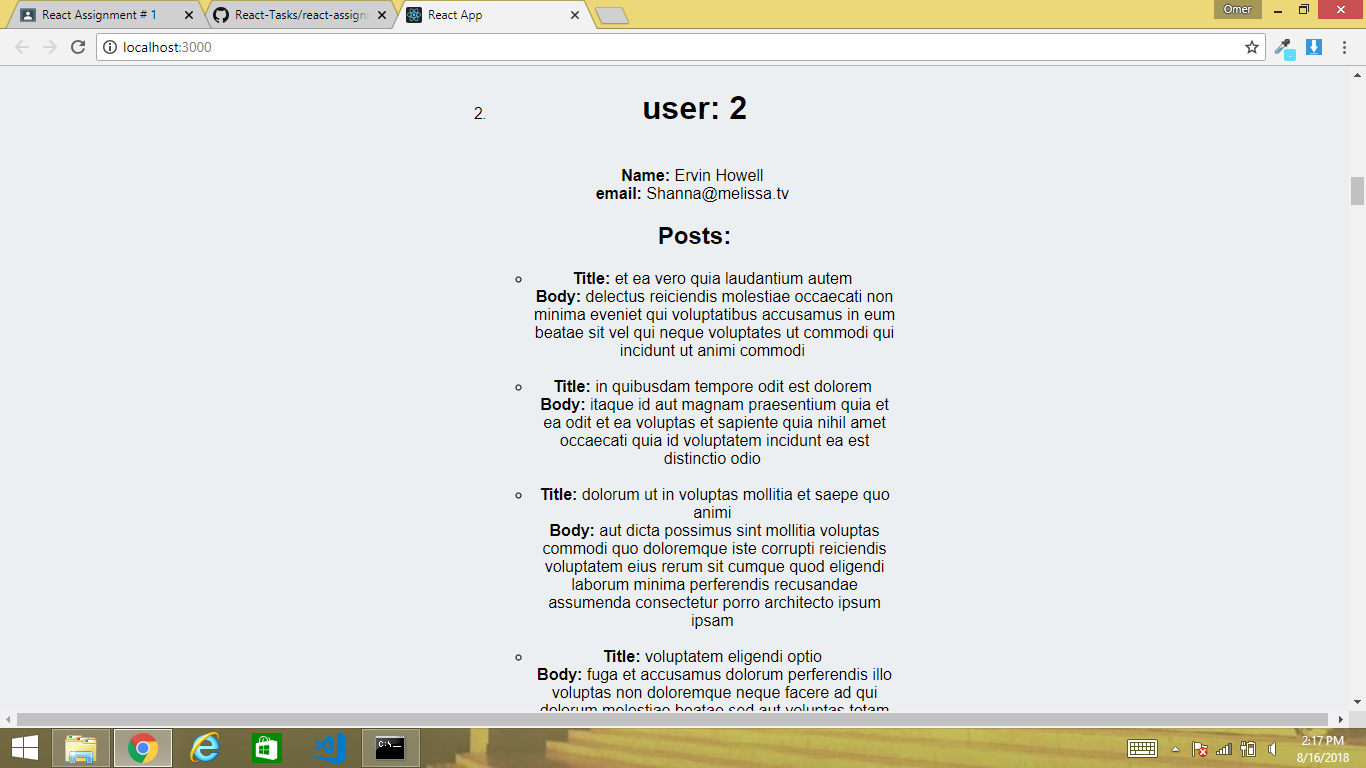 React Assignment # 1
React-Tasks/react-assign
React App
Omer
localhost:3000
2.
user: 2
Name: Ervin Howell
email: Shanna@melissa.tv
Posts:
Title: et ea vero quia laudantium autem
Body: delectus reiciendis molestiae occaecati non
minima eveniet qui voluptatibus accusamus in eum
beatae sit vel qui neque voluptates ut commodi qui
incidunt ut animi commodi
Title: in quibusdam tempore odit est dolorem
Body: itaque id aut magnam praesentium quia et
ea odit et ea voluptas et sapiente quia nihil amet
occaecati quia id voluptatem incidunt ea est
distinctio odio
Title: dolorum ut in voluptas mollitia et saepe quo
animi
Body: aut dicta possimus sint mollitia voluptas
commodi quo doloremque iste corrupti reiciendis
voluptatem eius rerum sit cumque quod eligendi
laborum minima perferendis recusandae
assumenda consectetur porro architecto ipsum
ipsam
Title: voluptatem eligendi optio
Body: fuga et accusamus dolorum perferendis illo
voluptas non doloremque neque facere ad qui
dolorum molestiae beatae sed aut voluptas totam
2:17 PM
8/16/2018